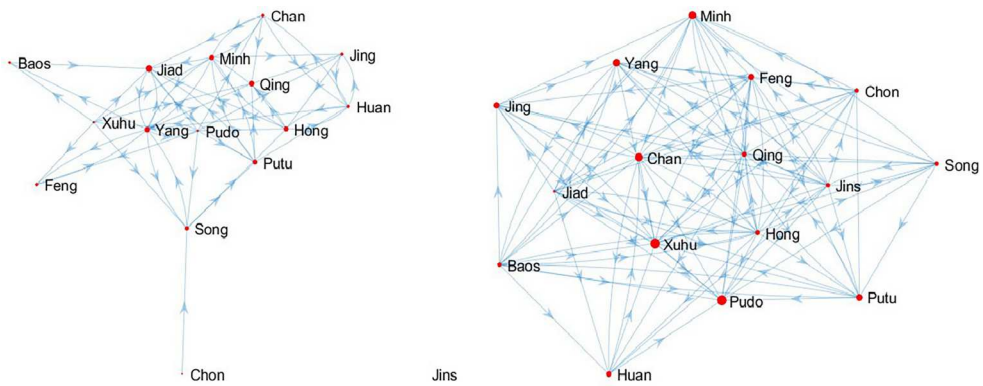 Chan
Baos
Jiad
Minh
Jing
Qing
Huan
Xuhu
Yang
Pudo
Hong
Putu
Feng
Song
Chon
Jins
Minh
Yang
Feng
Jing
Chon
Chan
Qing
Song
Jiad
Jins
Xuhu
Hong
Baos
Pudo
Putu
Huan